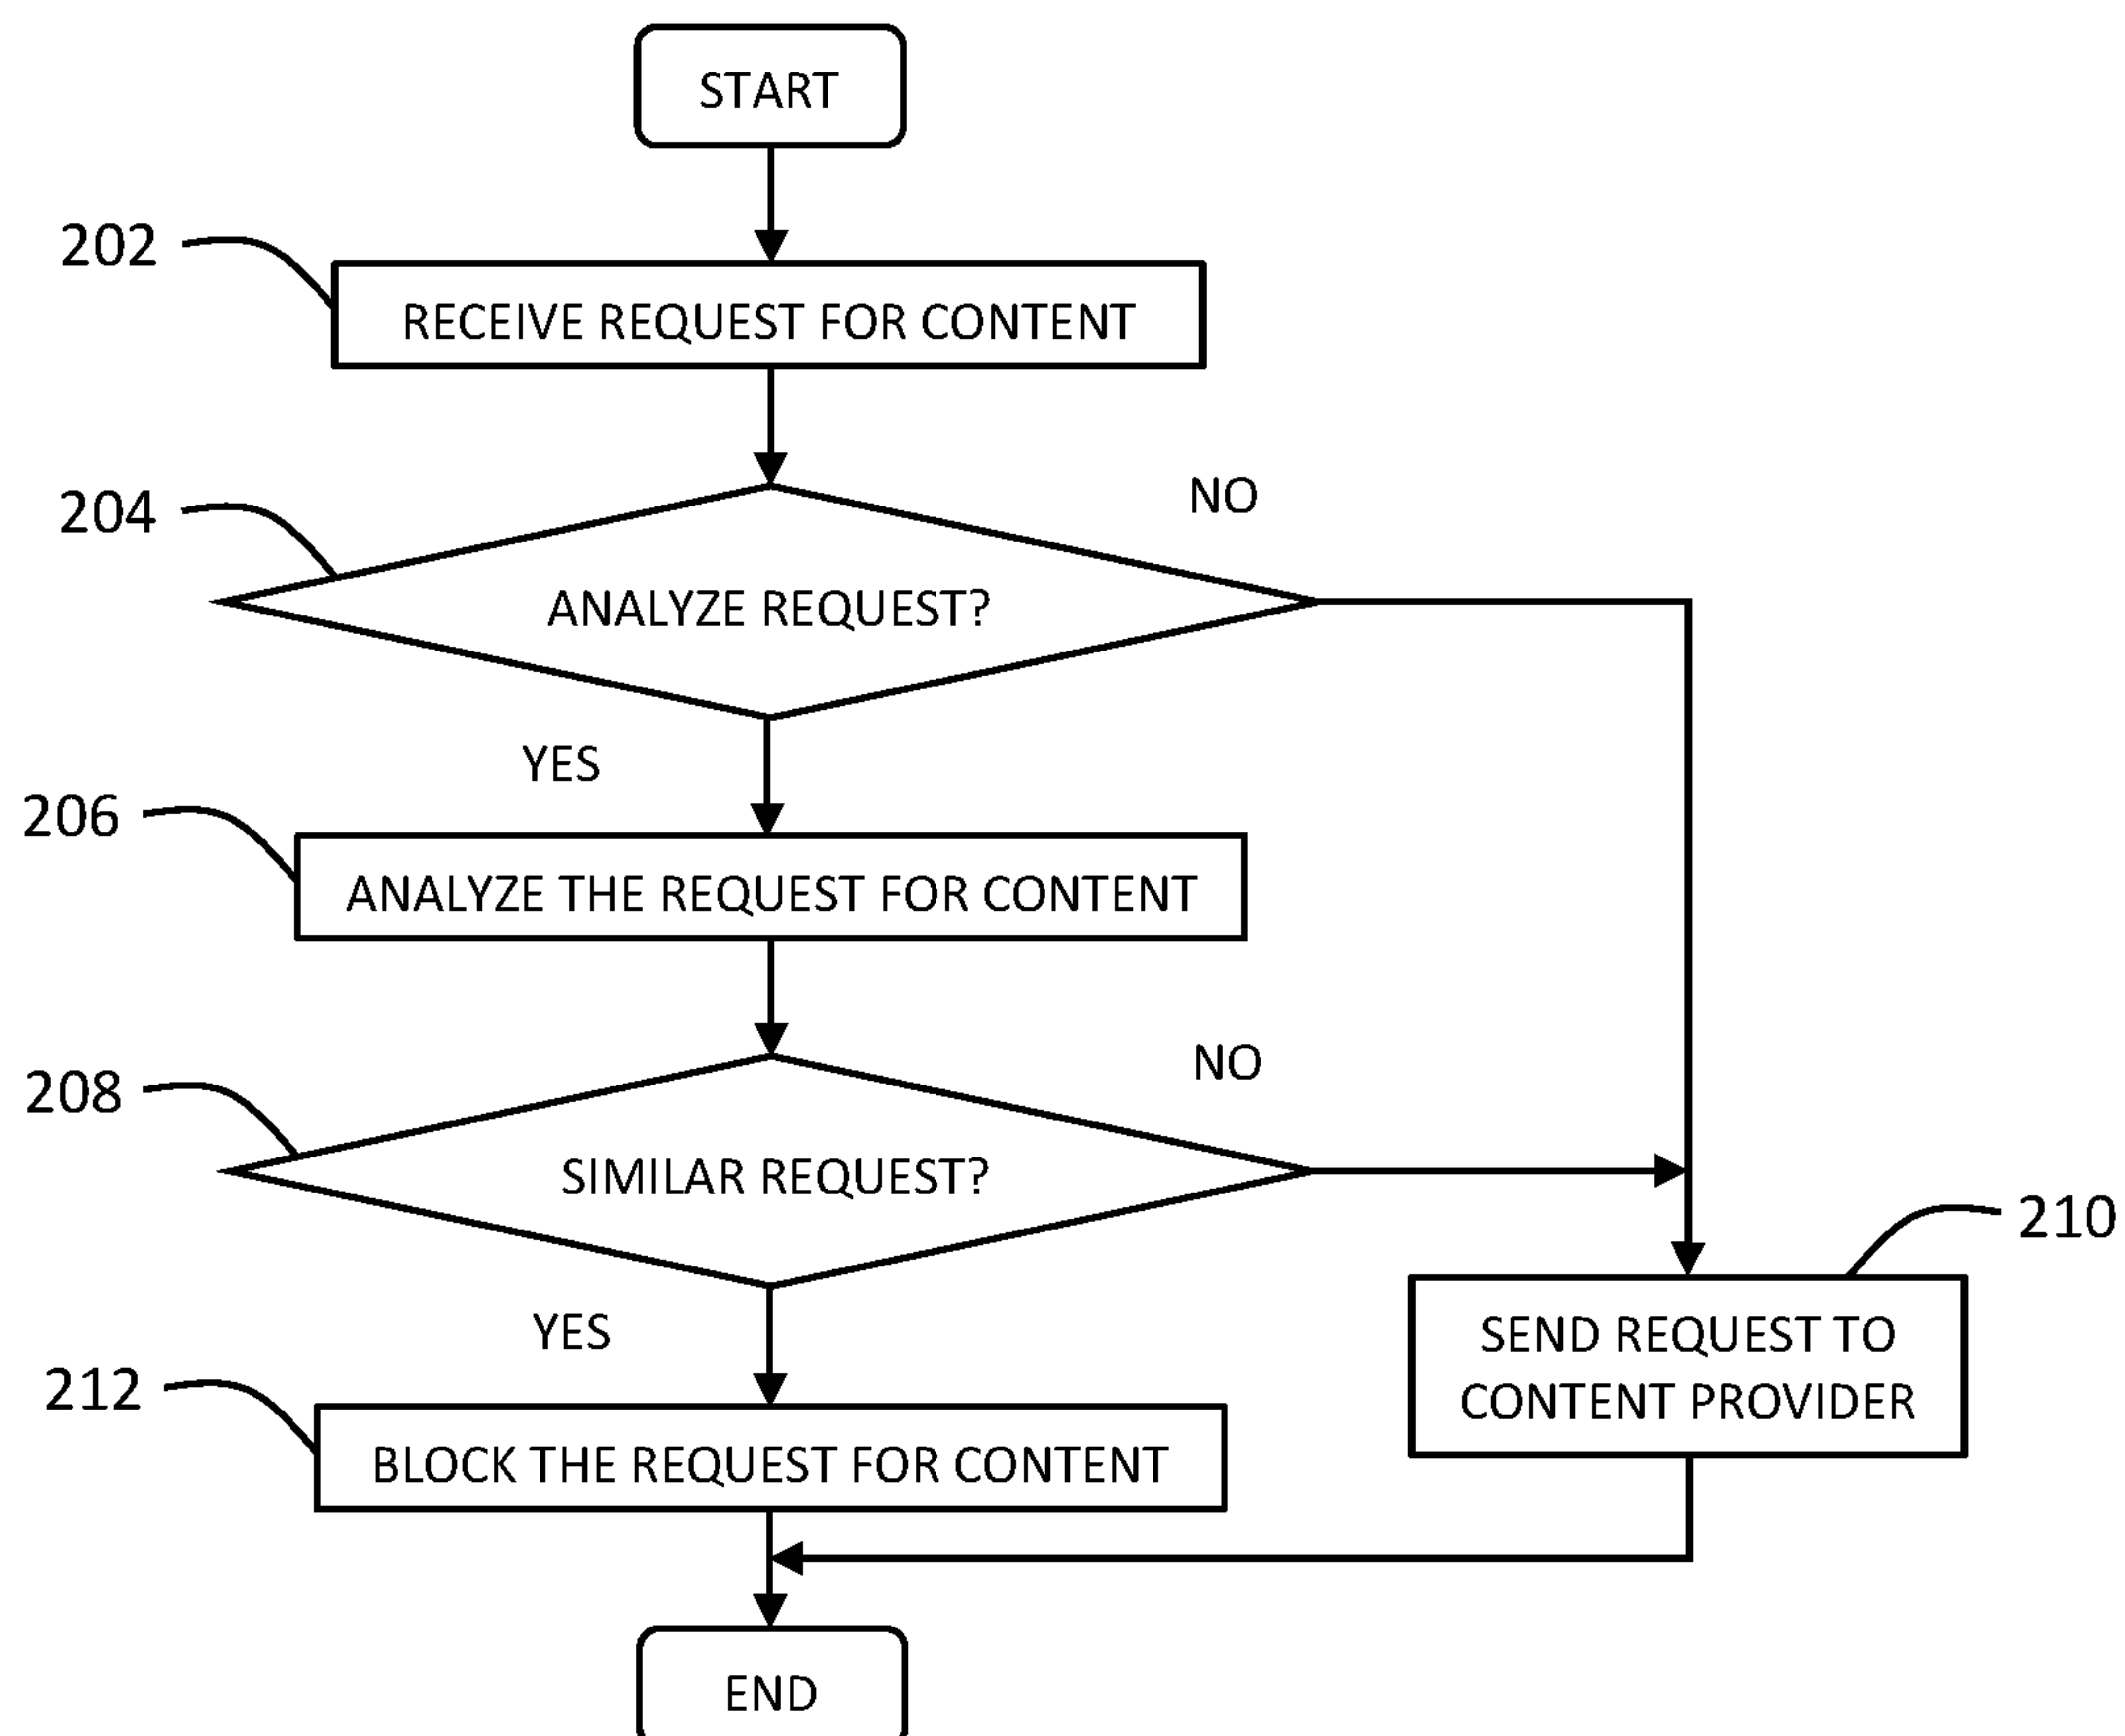 START
202
RECEIVE REQUEST FOR CONTENT
NO
204
ANALYZE REQUEST?
YES
206
ANALYZE THE REQUEST FOR CONTENT
NO
208
SIMILAR REQUEST?
210
YES
SEND REQUEST TO
CONTENT PROVIDER
212
BLOCK THE REQUEST FOR CONTENT
END